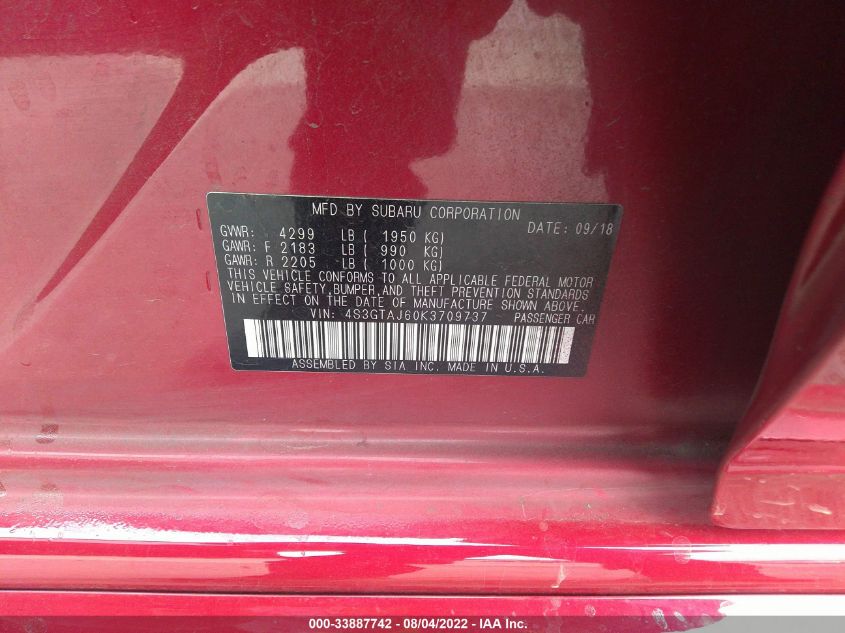 MFD BY SUBARU CORPORATION
DATE: 09/18
GVWR: 4299 LB ( 1950 KG)
GAWR: F 2183 LB ( 990 KG)
GAWR: R 2205 LB ( 1000 KG)
THIS VEHICLE CONFORMS TO ALL APPLICABLE FEDERAL MOTOR
VEHICLE SAFETY, BUMPER, AND THEFT PREVENTION STANDARDS
IN EFFECT ON THE DATE OF MANUFACTURE SHOWN ABOVE.
VIN: 4S3GTAJ60K3709737 PASSENGER CAR
ASSEMBLED BY SIA INC. MADE IN U.S.A.
000-33887742 - 08/04/2022 - IAA Inc.